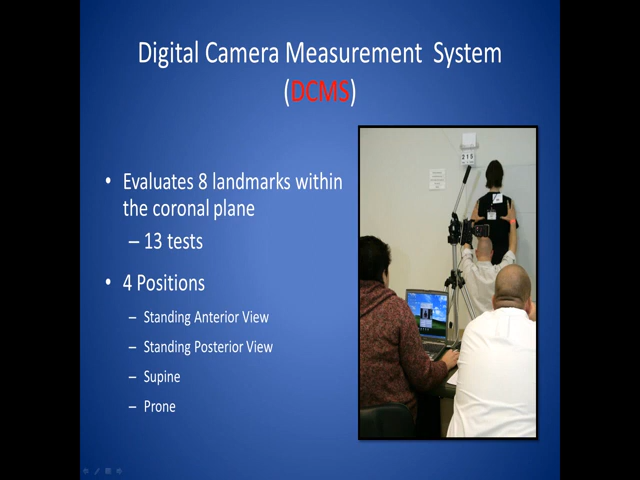 Digital Camera Measurement System
(DCMS)
• Evaluates 8 landmarks within
the coronal plane
– 13 tests
• 4 Positions
– Standing Anterior View
– Standing Posterior View
– Supine
– Prone
215